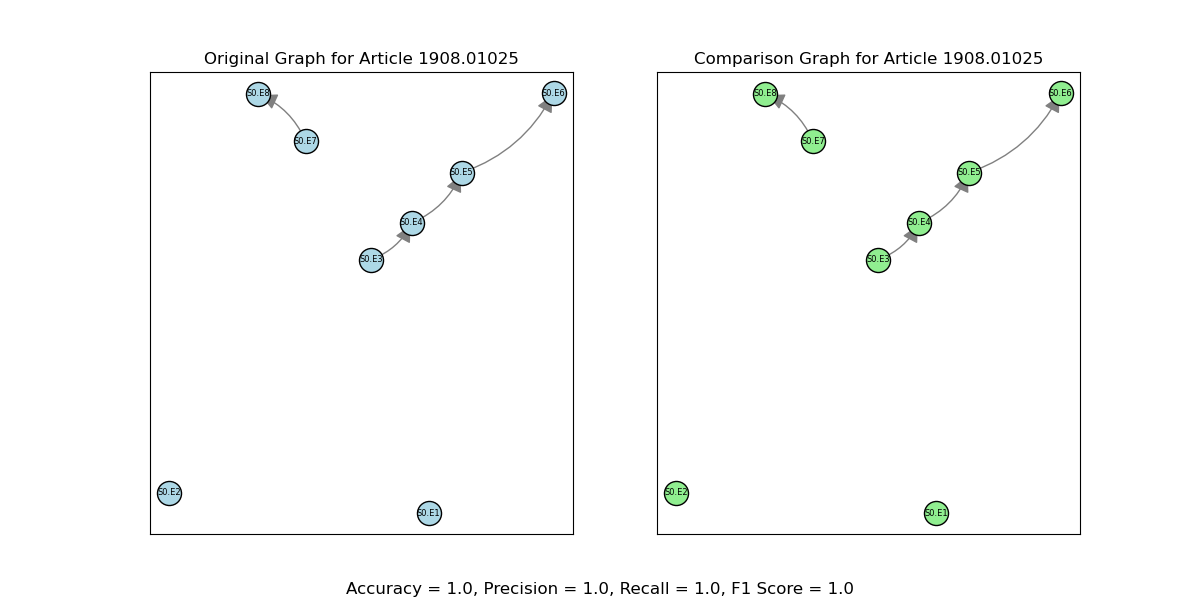 Original Graph for Article 1908.01025
S0.E8
S0.E6
S0.E7
S0.E5
S0.E4
S0.E3
S0.E2
S0.E1
Comparison Graph for Article 1908.01025
S0.E8
S0.E6
S0.E7
S0.E5
S0.E4
S0.E3
S0.E2
S0.E1
Accuracy = 1.0, Precision = 1.0, Recall = 1.0, F1 Score = 1.0